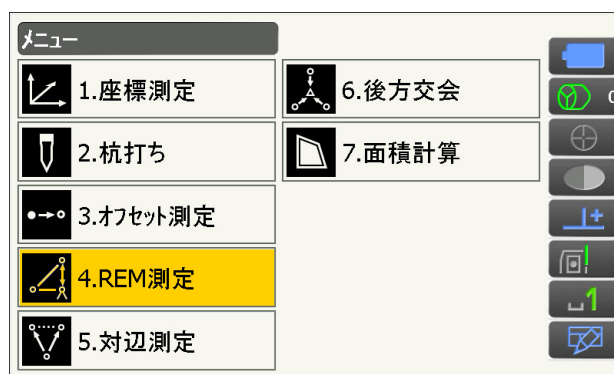 メニュー
1.座標測定
2.杭打ち
3.オフセット測定
4.REM測定
5.対辺測定
6.後方交会
7.面積計算
1